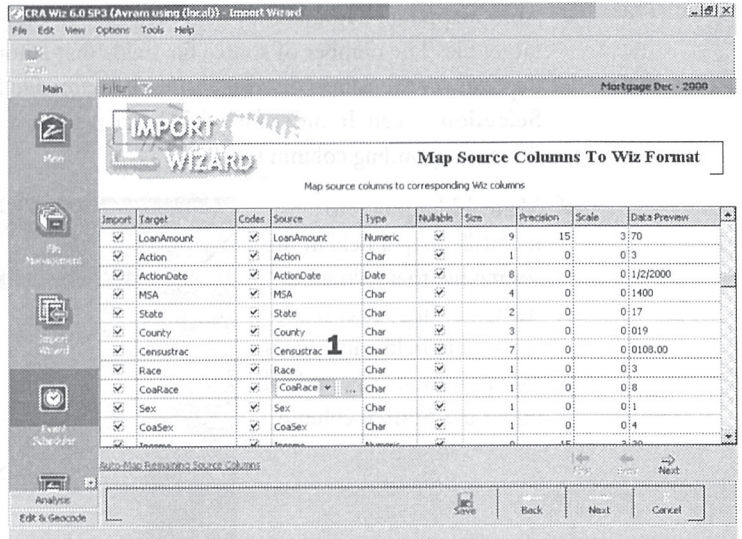 CRA Wiz 6.0 SP3 (Avram using (local)) - Import Wizard
File Edit View Options Tools Help
Main
Filter
Mortgage Dec - 2000
IMPORT
WIZARD
Map Source Columns To Wiz Format
Map source columns to corresponding Wiz columns
Import Target Codes Source Type Nullable Size Precision Scale Data Preview
LoanAmount LoanAmount Numeric 9 15 3 70
Action Action Char 1 0 0 3
ActionDate ActionDate Date 8 0 0 1/2/2000
MSA MSA Char 4 0 0 1400
State State Char 2 0 0 17
County County Char 3 0 0 019
Censustrac Censustrac 1 Char 7 0 0 0108.00
Race Race Char 1 0 0 3
CoaRace CoaRace ... Char 1 0 0 8
Sex Sex Char 1 0 0 1
CoaSex CoaSex Char 1 0 0 4
Main
File Management
Import Wizard
Event Scheduler
Auto-Map Remaining Source Columns
First Prev Next
Analysis
Edit & Geocode
Save Back Next Cancel